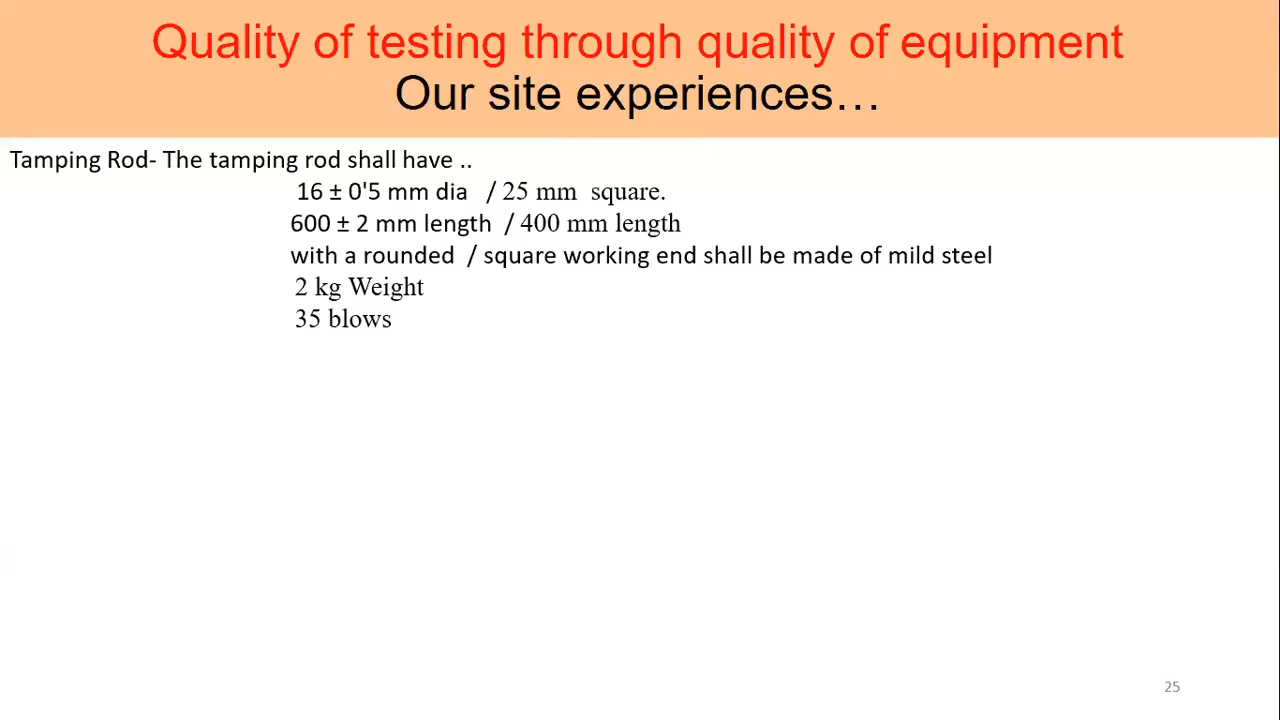 Quality of testing through quality of equipment
Our site experiences…
Tamping Rod- The tamping rod shall have ..
16 ± 0'5 mm dia / 25 mm square.
600 ± 2 mm length / 400 mm length
with a rounded / square working end shall be made of mild steel
2 kg Weight
35 blows
25